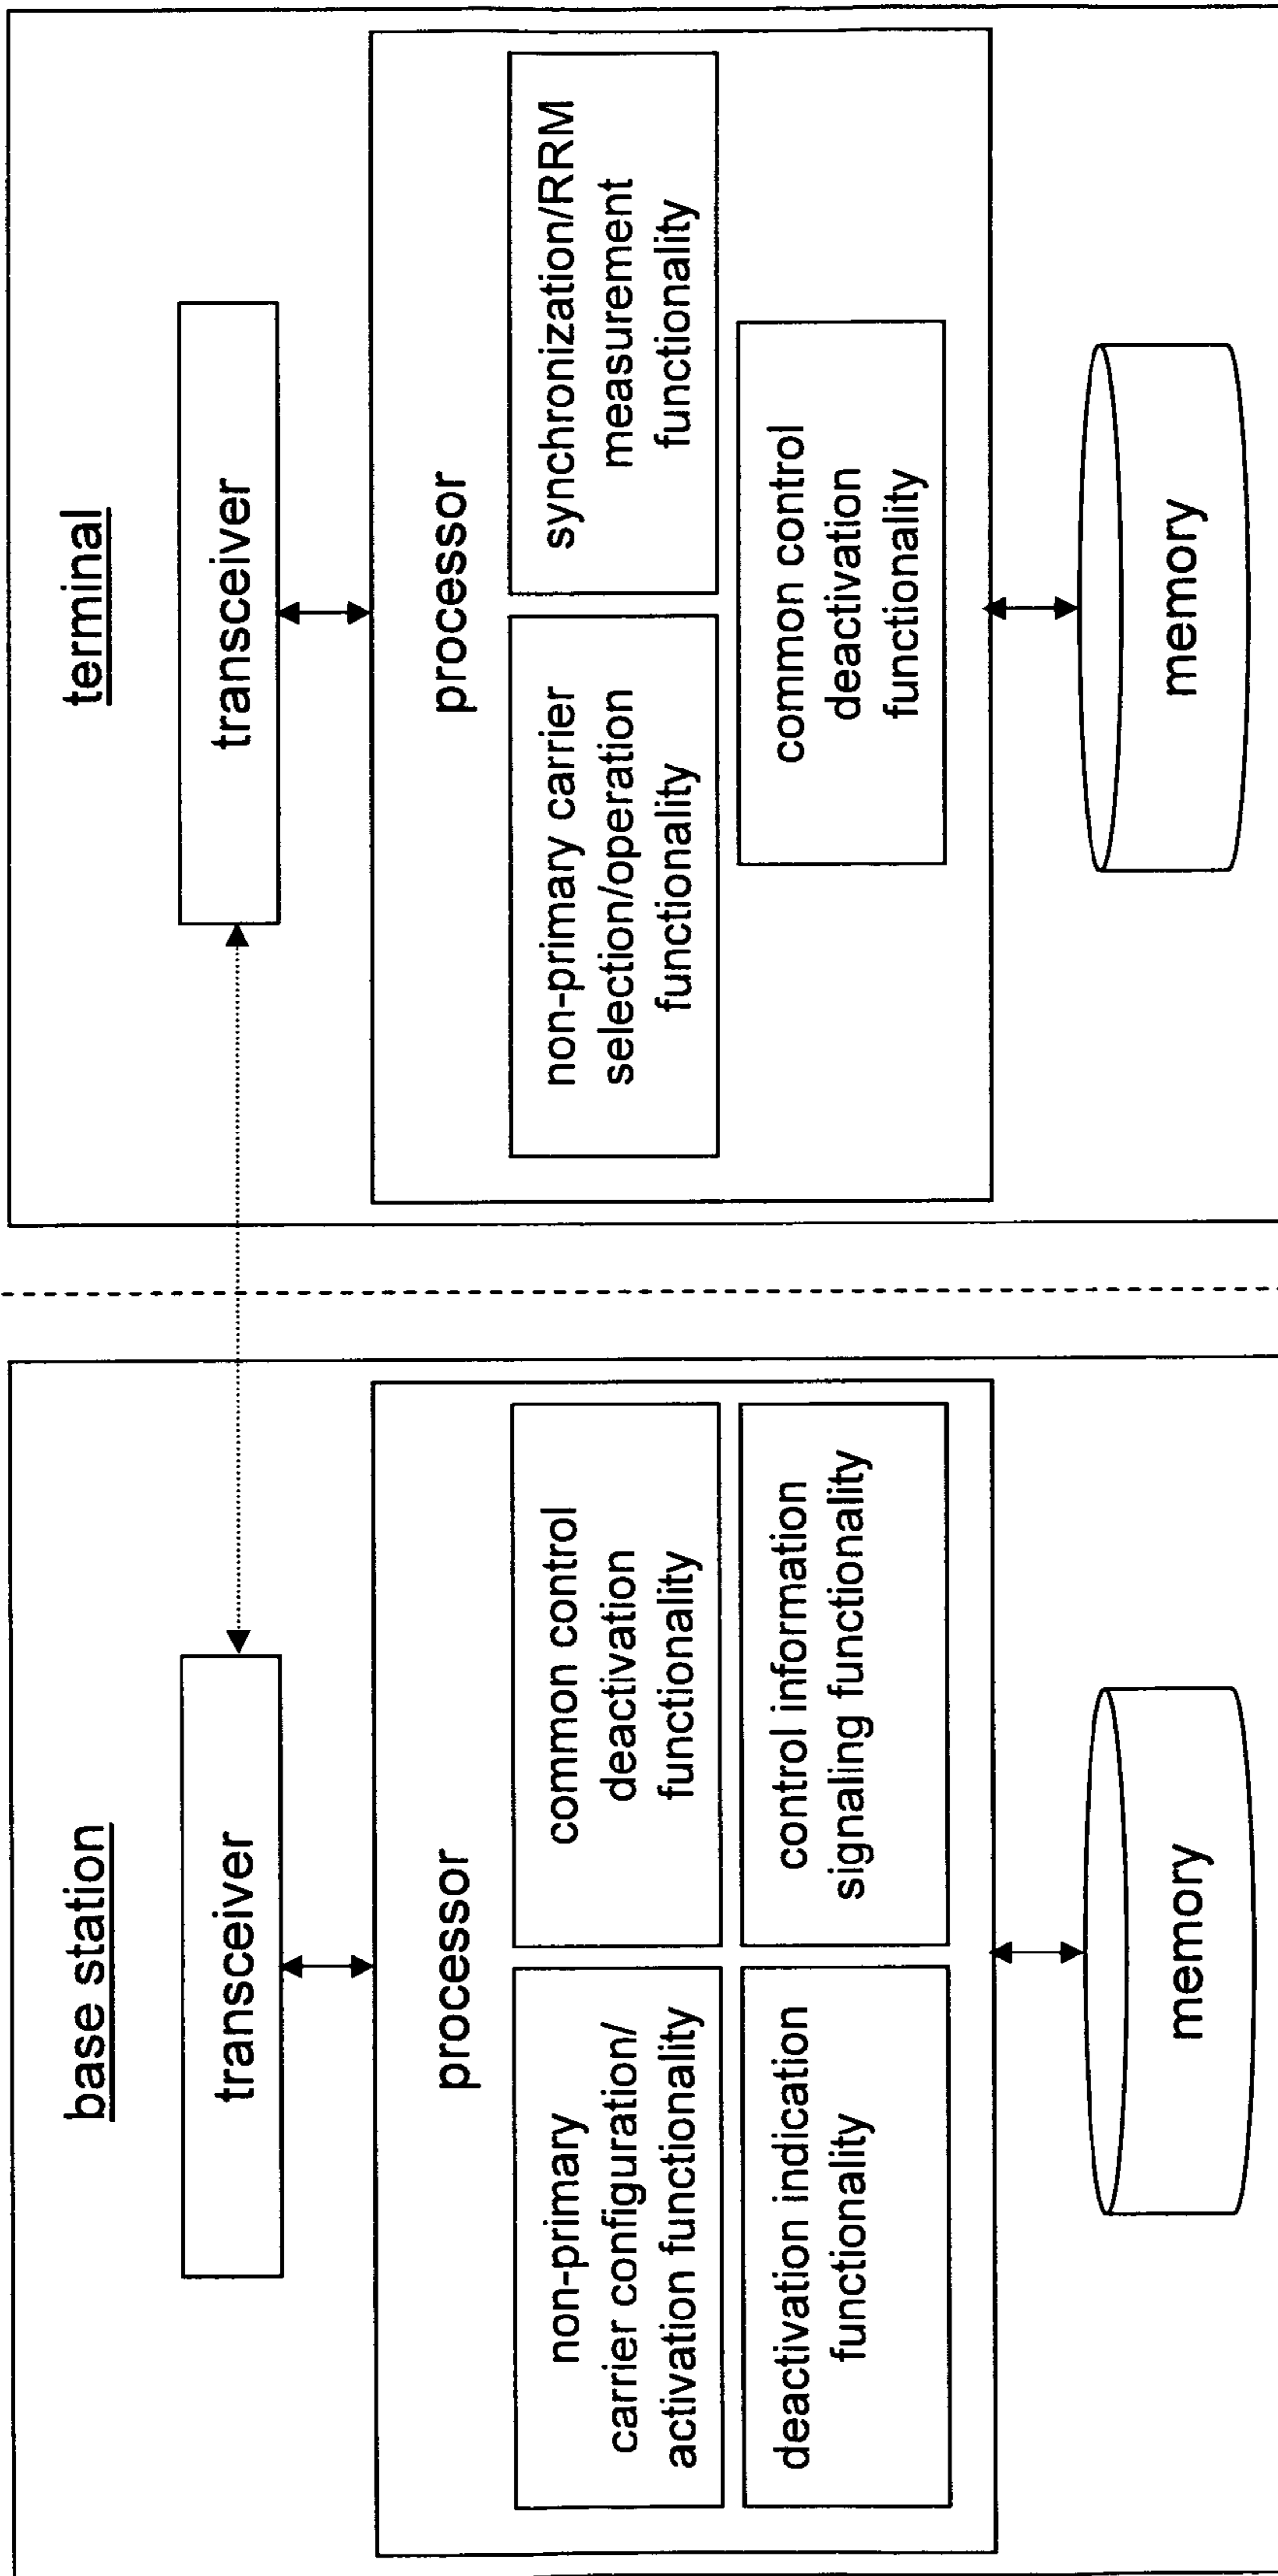 base station
transceiver
processor
non-primary
carrier configuration/
activation functionality
common control
deactivation
functionality
deactivation indication
functionality
control information
signaling functionality
memory
terminal
transceiver
processor
non-primary carrier
selection/operation
functionality
synchronization/RRM
measurement
functionality
common control
deactivation
functionality
memory